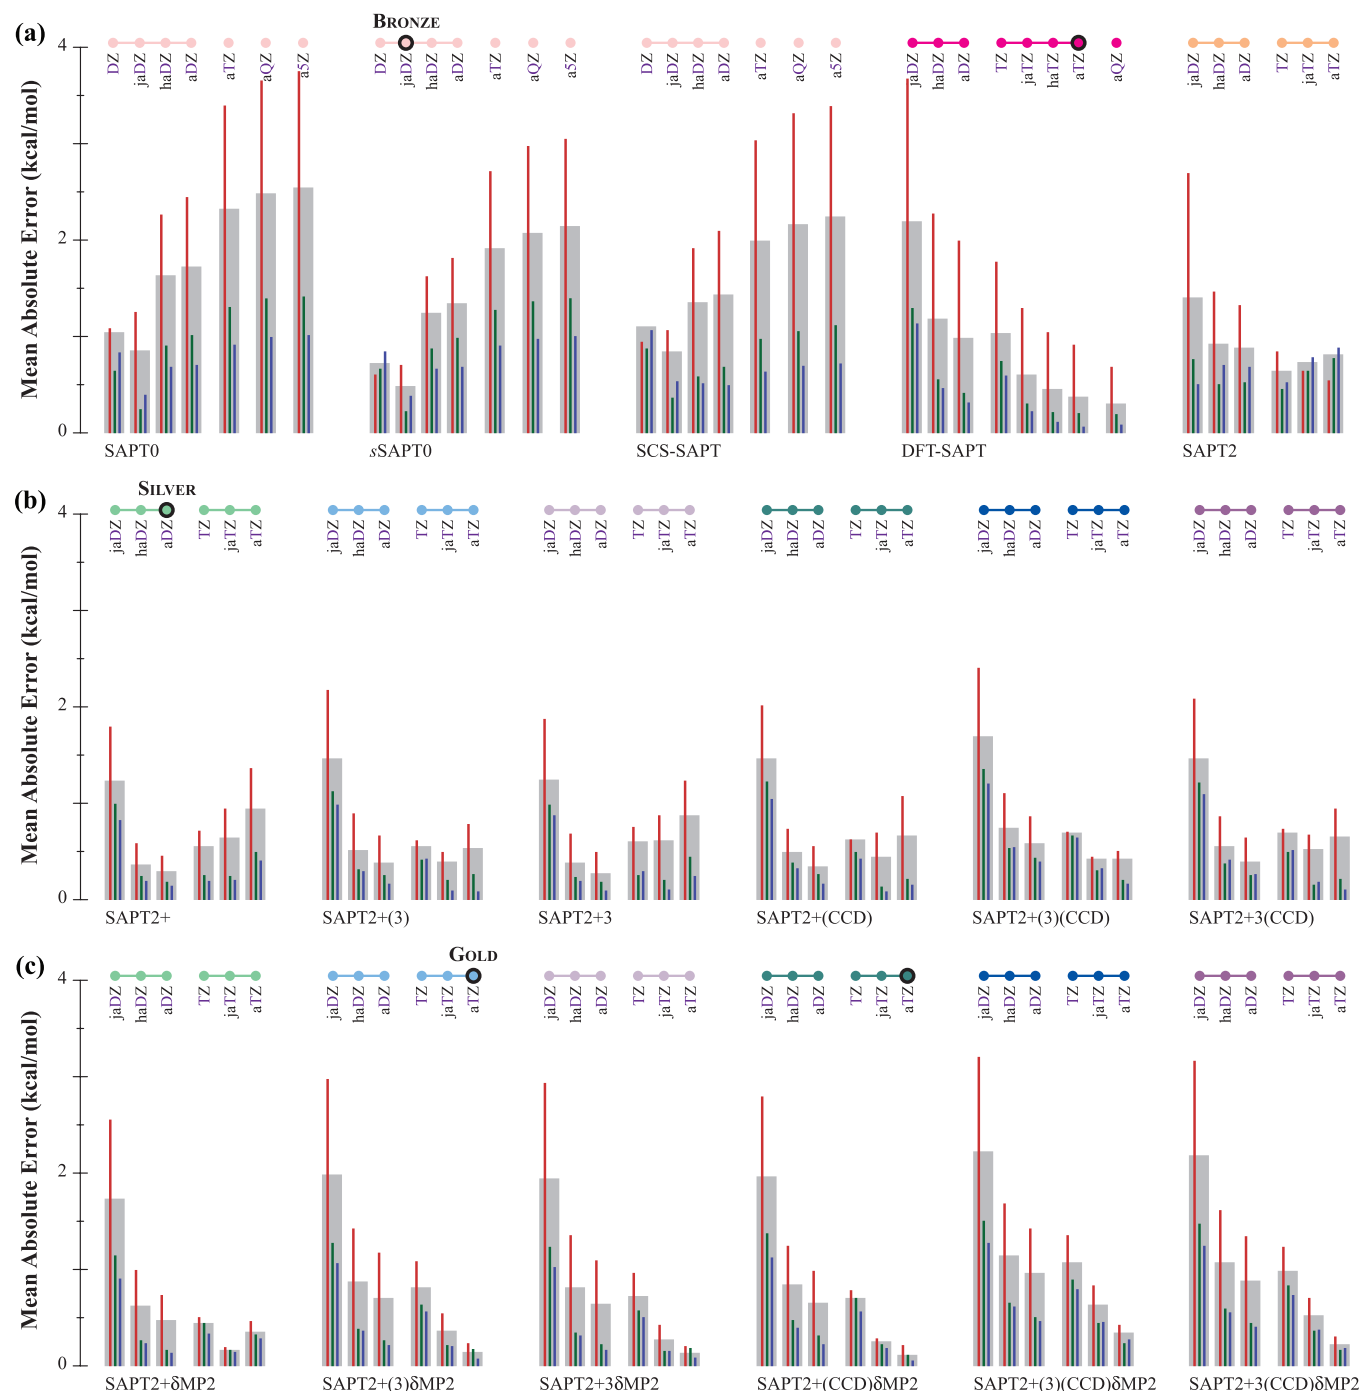 BRONZE
(a)
4
DZ jaDZ haDZ aDZ aTZ aQZ a5Z
DZ jaDZ haDZ aDZ aTZ aQZ a5Z
DZ jaDZ haDZ aDZ aTZ aQZ a5Z
jaDZ haDZ aDZ TZ jaTZ haTZ aTZ aQZ
jaDZ haDZ aDZ TZ jaTZ aTZ
Mean Absolute Error (kcal/mol)
2
0
SAPT0 sSAPT0 SCS-SAPT DFT-SAPT SAPT2
SILVER
(b)
4
jaDZ haDZ aDZ TZ jaTZ aTZ
jaDZ haDZ aDZ TZ jaTZ aTZ
jaDZ haDZ aDZ TZ jaTZ aTZ
jaDZ haDZ aDZ TZ jaTZ aTZ
jaDZ haDZ aDZ TZ jaTZ aTZ
jaDZ haDZ aDZ TZ jaTZ aTZ
Mean Absolute Error (kcal/mol)
2
0
SAPT2+ SAPT2+(3) SAPT2+3 SAPT2+(CCD) SAPT2+(3)(CCD) SAPT2+3(CCD)
GOLD
(c)
4
jaDZ haDZ aDZ TZ jaTZ aTZ
jaDZ haDZ aDZ TZ jaTZ aTZ
jaDZ haDZ aDZ TZ jaTZ aTZ
jaDZ haDZ aDZ TZ jaTZ aTZ
jaDZ haDZ aDZ TZ jaTZ aTZ
jaDZ haDZ aDZ TZ jaTZ aTZ
Mean Absolute Error (kcal/mol)
2
0
SAPT2+δMP2 SAPT2+(3)δMP2 SAPT2+3δMP2 SAPT2+(CCD)δMP2 SAPT2+(3)(CCD)δMP2 SAPT2+3(CCD)δMP2